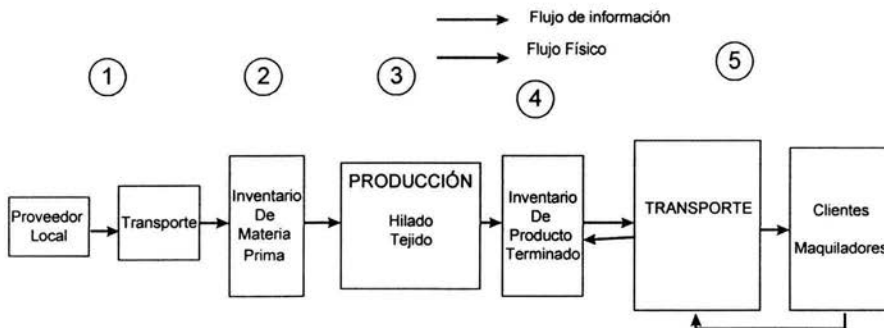 Flujo de información
Flujo Físico
1
2
3
4
5
Proveedor
Local
Transporte
Inventario
De
Materia
Prima
PRODUCCIÓN
Hilado
Tejido
Inventario
De
Producto
Terminado
TRANSPORTE
Clientes
Maquiladores